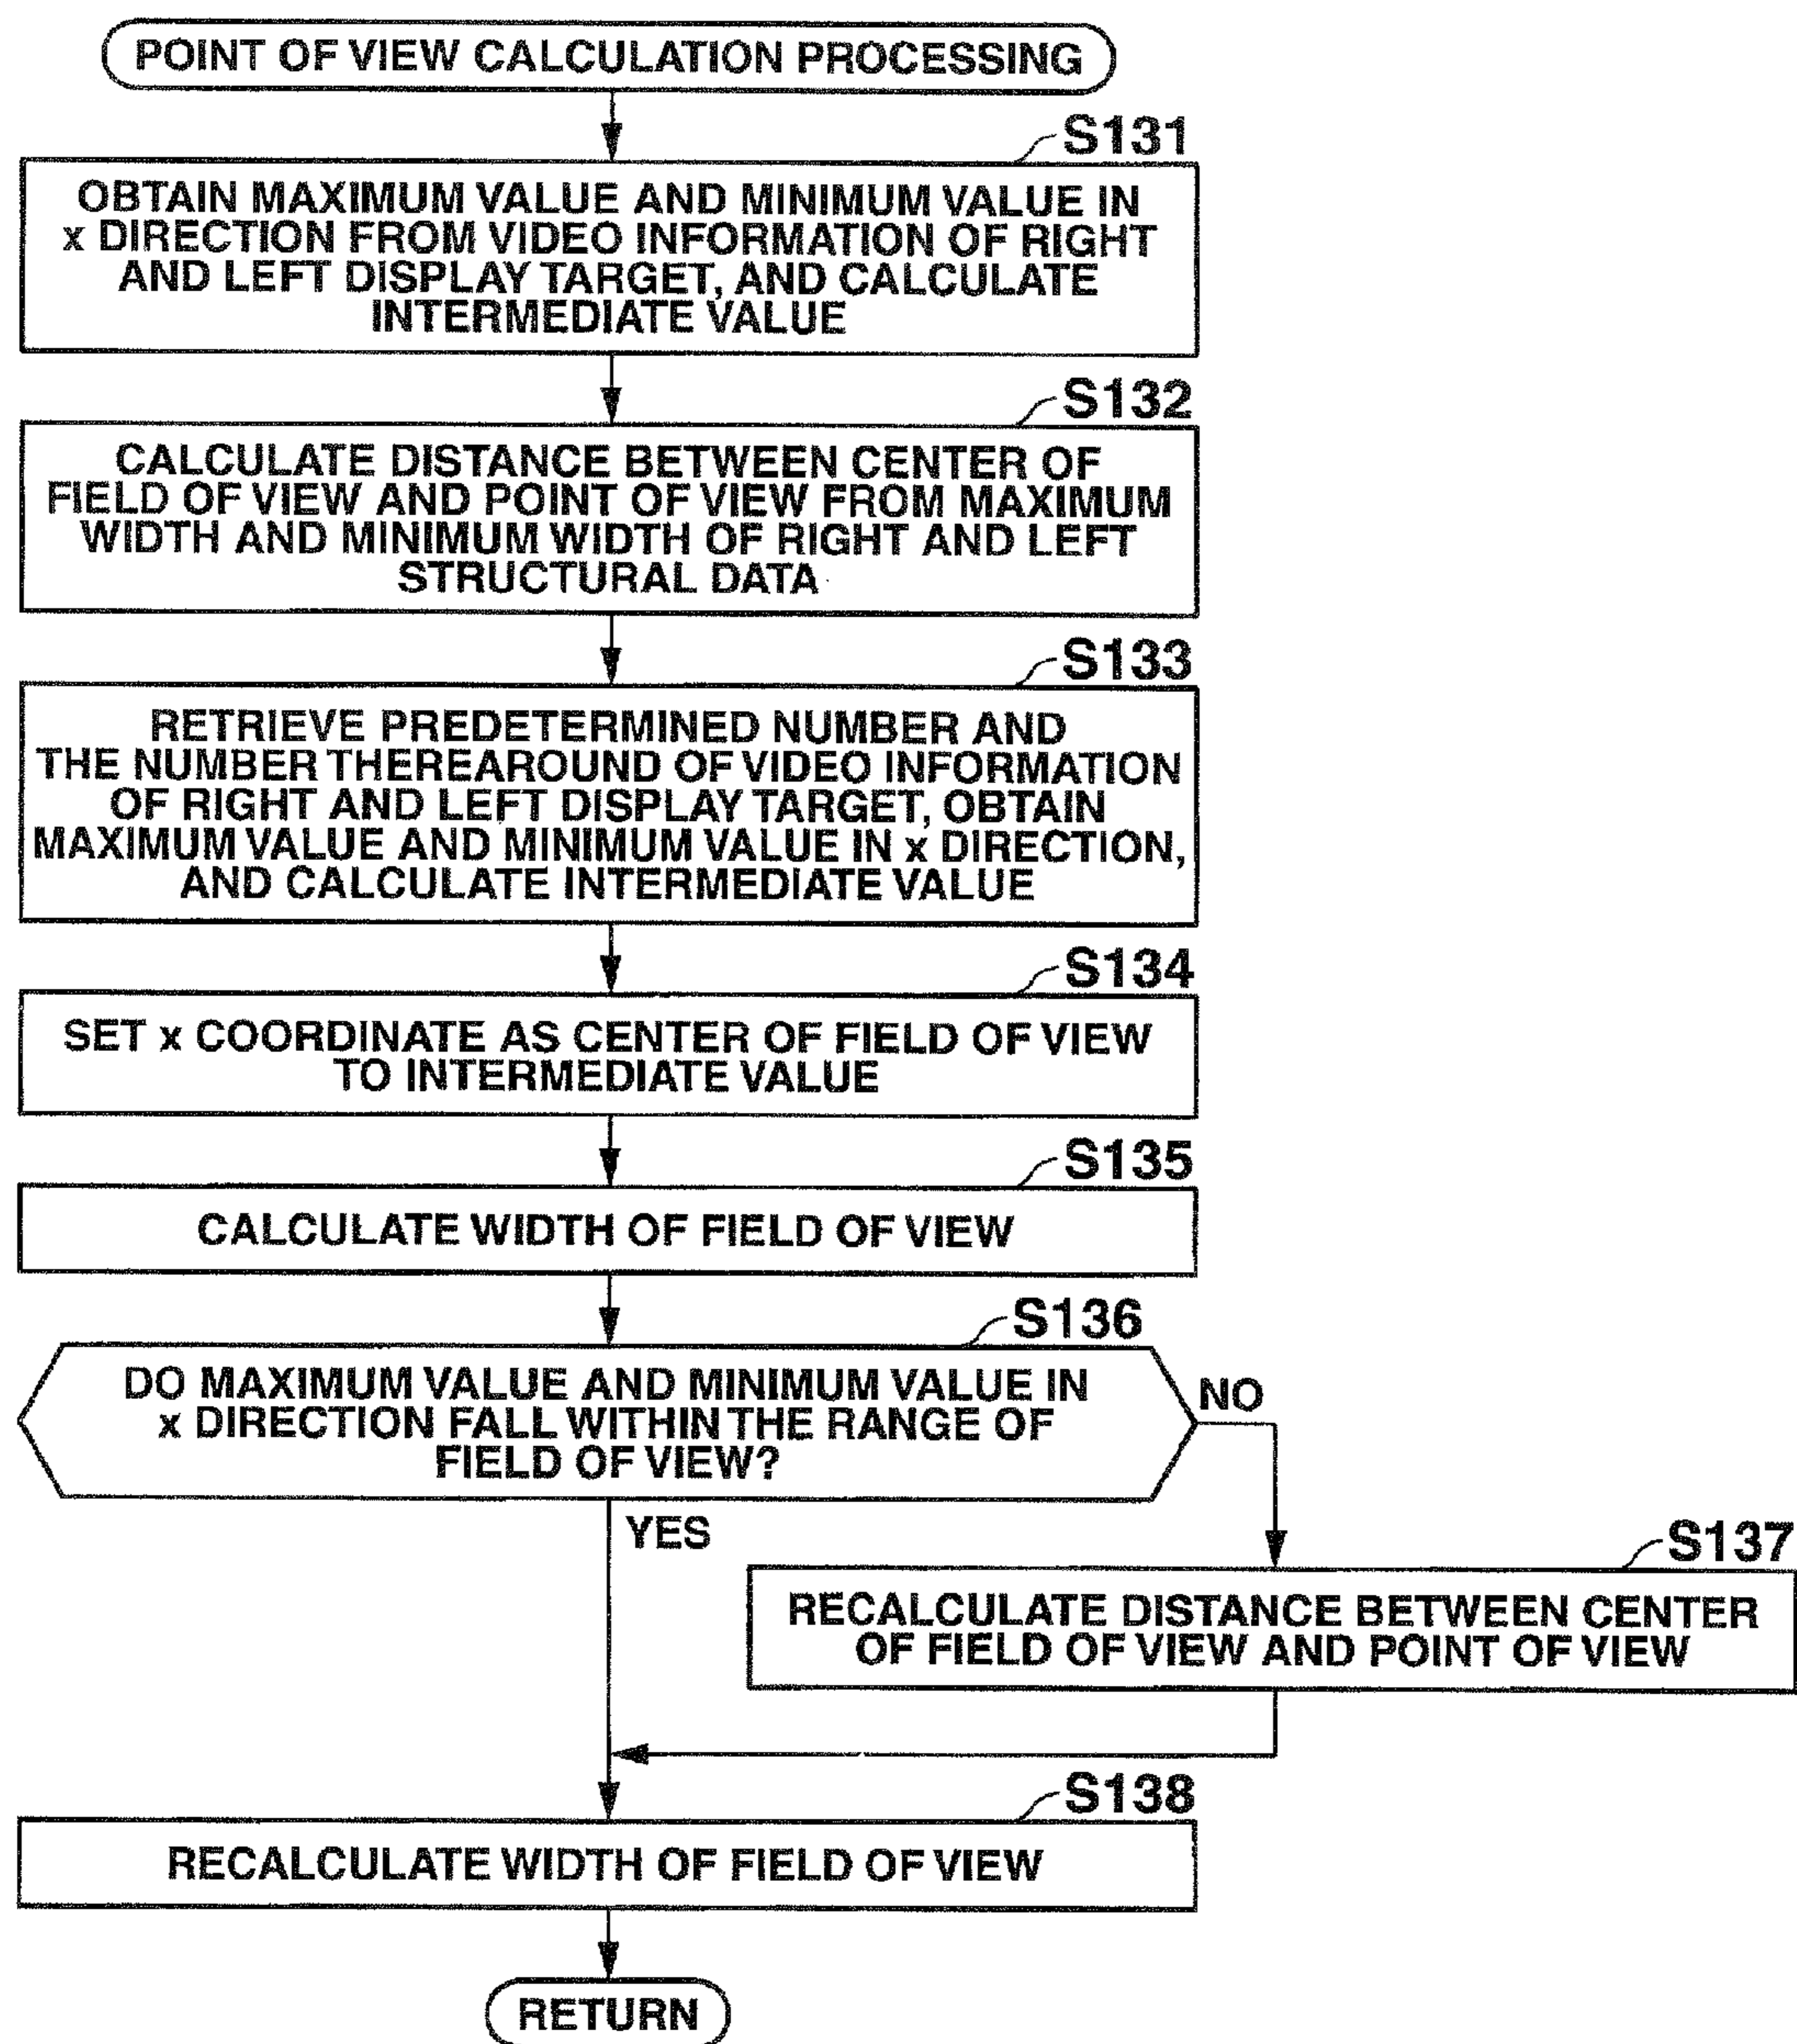 POINT OF VIEW CALCULATION PROCESSING
S131
OBTAIN MAXIMUM VALUE AND MINIMUM VALUE IN
x DIRECTION FROM VIDEO INFORMATION OF RIGHT
AND LEFT DISPLAY TARGET, AND CALCULATE
INTERMEDIATE VALUE
S132
CALCULATE DISTANCE BETWEEN CENTER OF
FIELD OF VIEW AND POINT OF VIEW FROM MAXIMUM
WIDTH AND MINIMUM WIDTH OF RIGHT AND LEFT
STRUCTURAL DATA
S133
RETRIEVE PREDETERMINED NUMBER AND
THE NUMBER THEREAROUND OF VIDEO INFORMATION
OF RIGHT AND LEFT DISPLAY TARGET, OBTAIN
MAXIMUM VALUE AND MINIMUM VALUE IN x DIRECTION,
AND CALCULATE INTERMEDIATE VALUE
S134
SET x COORDINATE AS CENTER OF FIELD OF VIEW
TO INTERMEDIATE VALUE
S135
CALCULATE WIDTH OF FIELD OF VIEW
S136
DO MAXIMUM VALUE AND MINIMUM VALUE IN
x DIRECTION FALL WITHIN THE RANGE OF
FIELD OF VIEW?
NO
YES
S137
RECALCULATE DISTANCE BETWEEN CENTER
OF FIELD OF VIEW AND POINT OF VIEW
S138
RECALCULATE WIDTH OF FIELD OF VIEW
RETURN